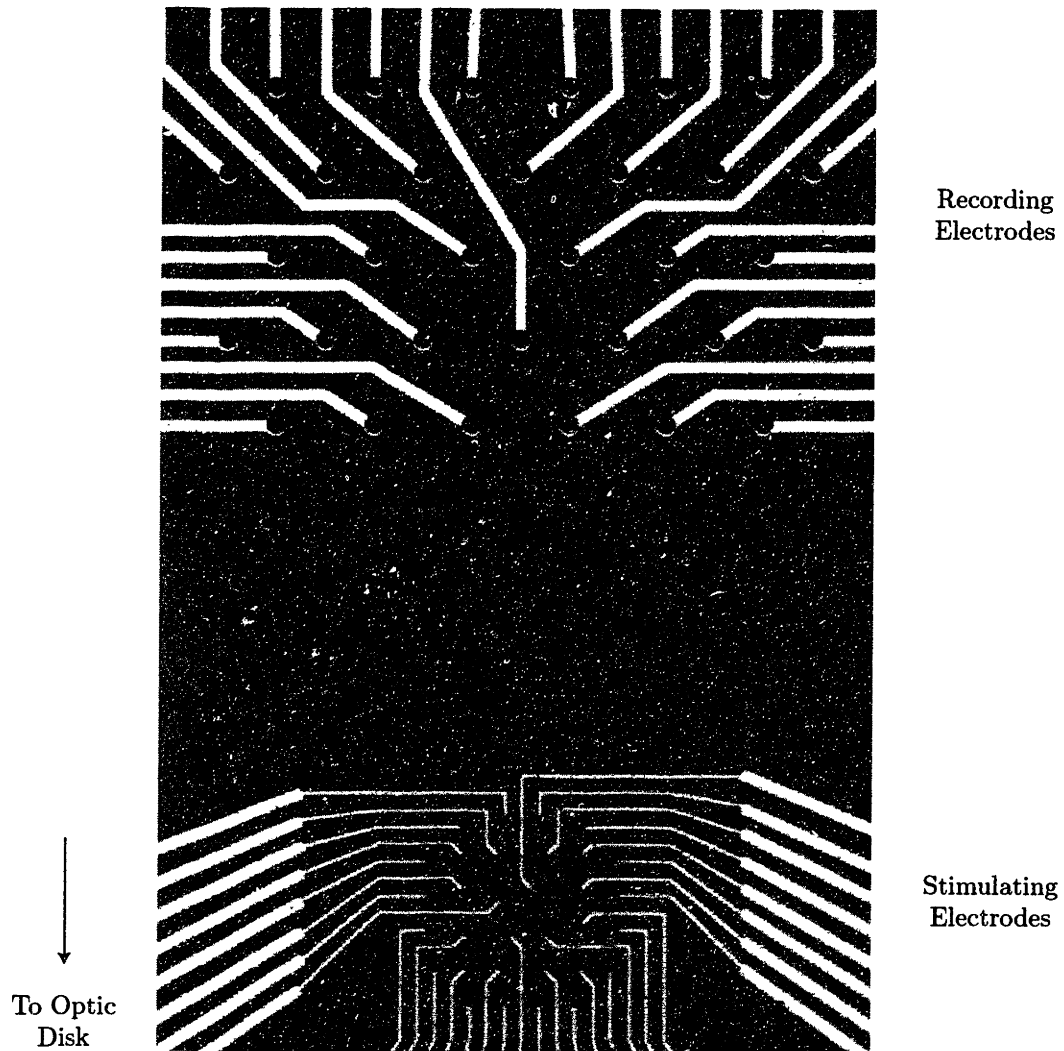 Recording
Electrodes
Stimulating
Electrodes
To Optic
Disk